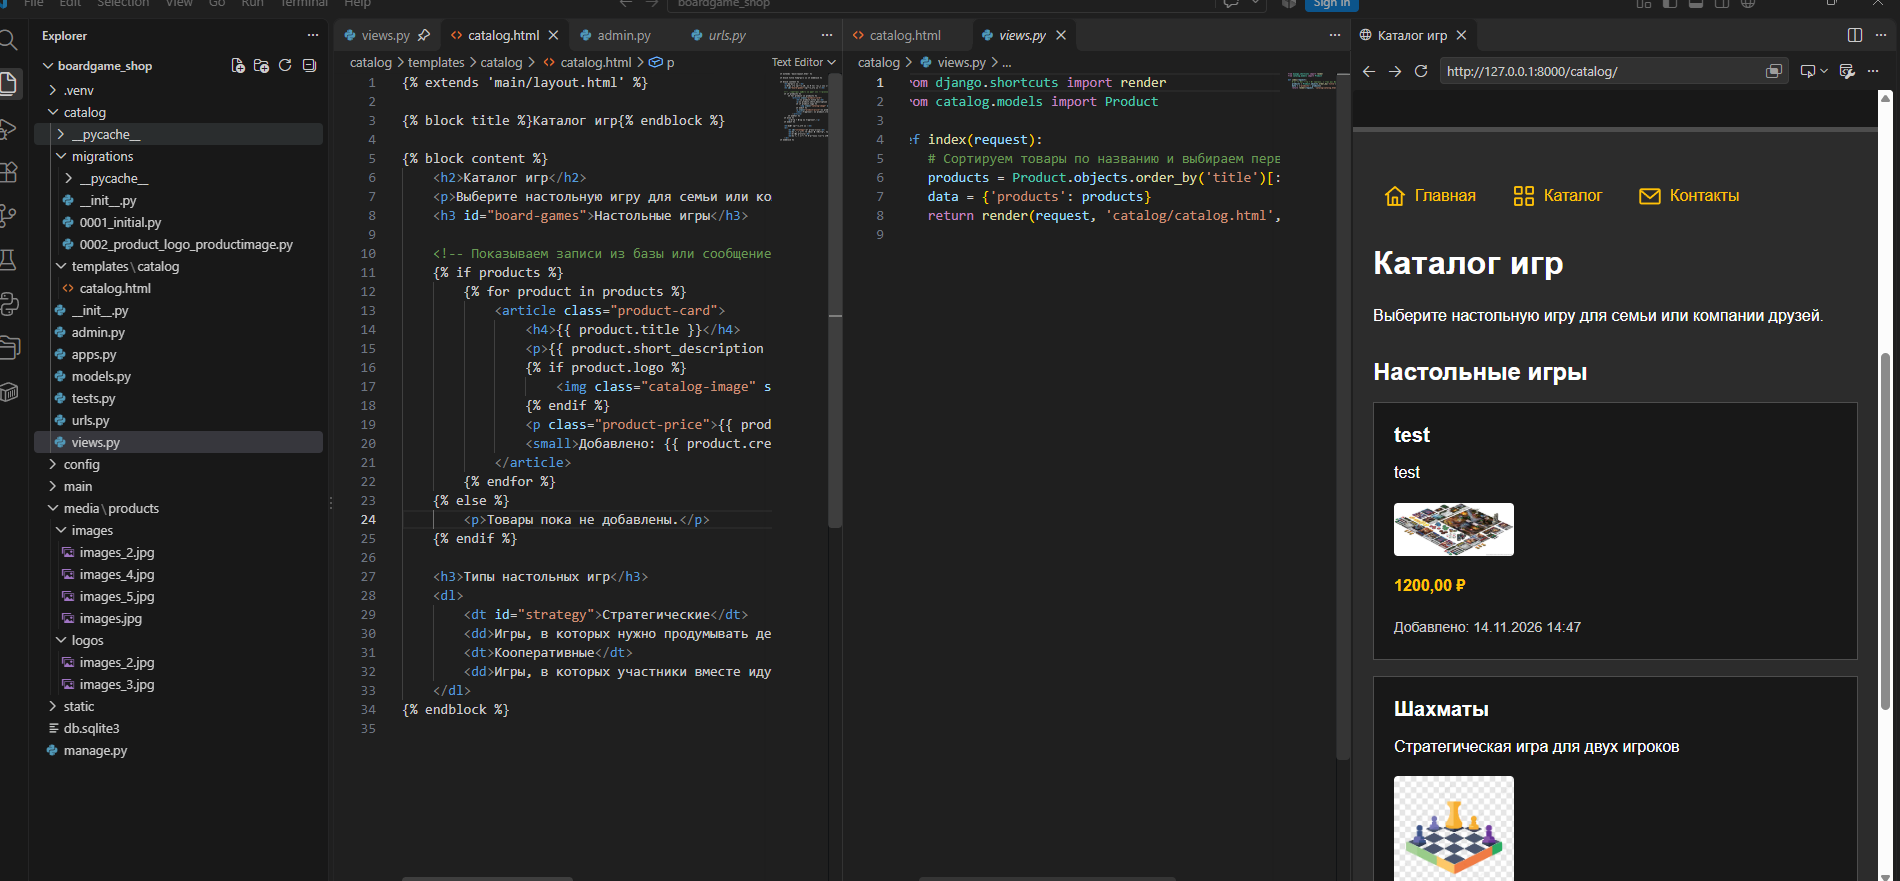 File Edit Selection View Go Run Terminal Help
boardgame_shop
Sign in
Explorer
boardgame_shop
.venv
catalog
__pycache__
migrations
__pycache__
__init__.py
0001_initial.py
0002_product_logo_productimage.py
templates\catalog
catalog.html
__init__.py
admin.py
apps.py
models.py
tests.py
urls.py
views.py
config
main
media\products
images
images_2.jpg
images_4.jpg
images_5.jpg
images.jpg
logos
images_2.jpg
images_3.jpg
static
db.sqlite3
manage.py
views.py catalog.html admin.py urls.py
catalog > templates > catalog > catalog.html > p
Text Editor
1 {% extends 'main/layout.html' %}
2
3 {% block title %}Каталог игр{% endblock %}
4
5 {% block content %}
6 <h2>Каталог игр</h2>
7 <p>Выберите настольную игру для семьи или ко
8 <h3 id="board-games">Настольные игры</h3>
9
10 <!-- Показываем записи из базы или сообщение
11 {% if products %}
12 {% for product in products %}
13 <article class="product-card">
14 <h4>{{ product.title }}</h4>
15 <p>{{ product.short_description
16 {% if product.logo %}
17 <img class="catalog-image" s
18 {% endif %}
19 <p class="product-price">{{ prod
20 <small>Добавлено: {{ product.cre
21 </article>
22 {% endfor %}
23 {% else %}
24 <p>Товары пока не добавлены.</p>
25 {% endif %}
26
27 <h3>Типы настольных игр</h3>
28 <dl>
29 <dt id="strategy">Стратегические</dt>
30 <dd>Игры, в которых нужно продумывать де
31 <dt>Кооперативные</dt>
32 <dd>Игры, в которых участники вместе иду
33 </dl>
34 {% endblock %}
35
catalog.html views.py
catalog > views.py > ...
1 rom django.shortcuts import render
2 rom catalog.models import Product
3
4 ef index(request):
5 # Сортируем товары по названию и выбираем перв
6 products = Product.objects.order_by('title')[:
7 data = {'products': products}
8 return render(request, 'catalog/catalog.html',
9
Каталог игр
http://127.0.0.1:8000/catalog/
Главная Каталог Контакты
Каталог игр
Выберите настольную игру для семьи или компании друзей.
Настольные игры
test
test
1200,00 ₽
Добавлено: 14.11.2026 14:47
Шахматы
Стратегическая игра для двух игроков